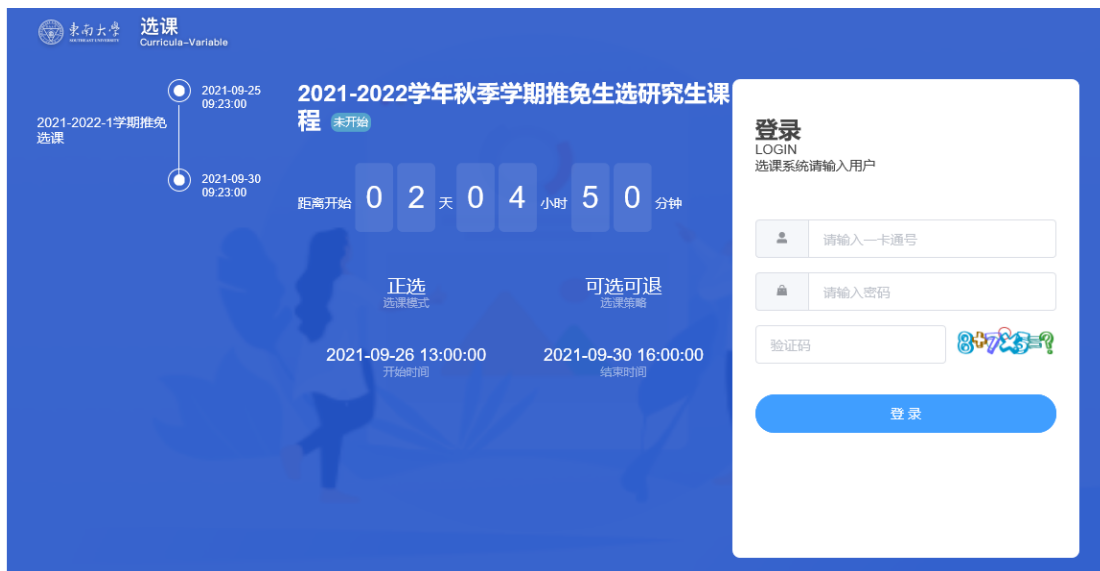 東南大學
SOUTHEAST UNIVERSITY
选课
Curricula-Variable
2021-2022-1学期推免
选课
2021-09-25
09:23:00
2021-09-30
09:23:00
2021-2022学年秋季学期推免生选研究生课
程 未开始
距离开始 0 2 天 0 4 小时 5 0 分钟
正选
选课模式
可选可退
选课策略
2021-09-26 13:00:00
开始时间
2021-09-30 16:00:00
结束时间
登录
LOGIN
选课系统请输入用户
请输入一卡通号
请输入密码
验证码
8+7×5=?
登 录